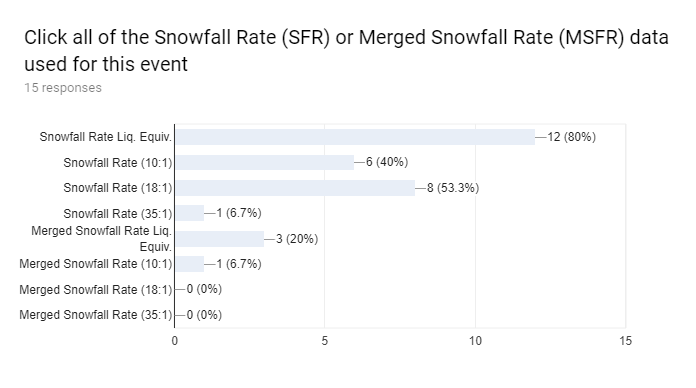 Click all of the Snowfall Rate (SFR) or Merged Snowfall Rate (MSFR) data
used for this event
15 responses
Snowfall Rate Liq. Equiv. 12 (80%)
Snowfall Rate (10:1) 6 (40%)
Snowfall Rate (18:1) 8 (53.3%)
Snowfall Rate (35:1) 1 (6.7%)
Merged Snowfall Rate Liq.
Equiv. 3 (20%)
Merged Snowfall Rate (10:1) 1 (6.7%)
Merged Snowfall Rate (18:1) 0 (0%)
Merged Snowfall Rate (35:1) 0 (0%)
0 5 10 15